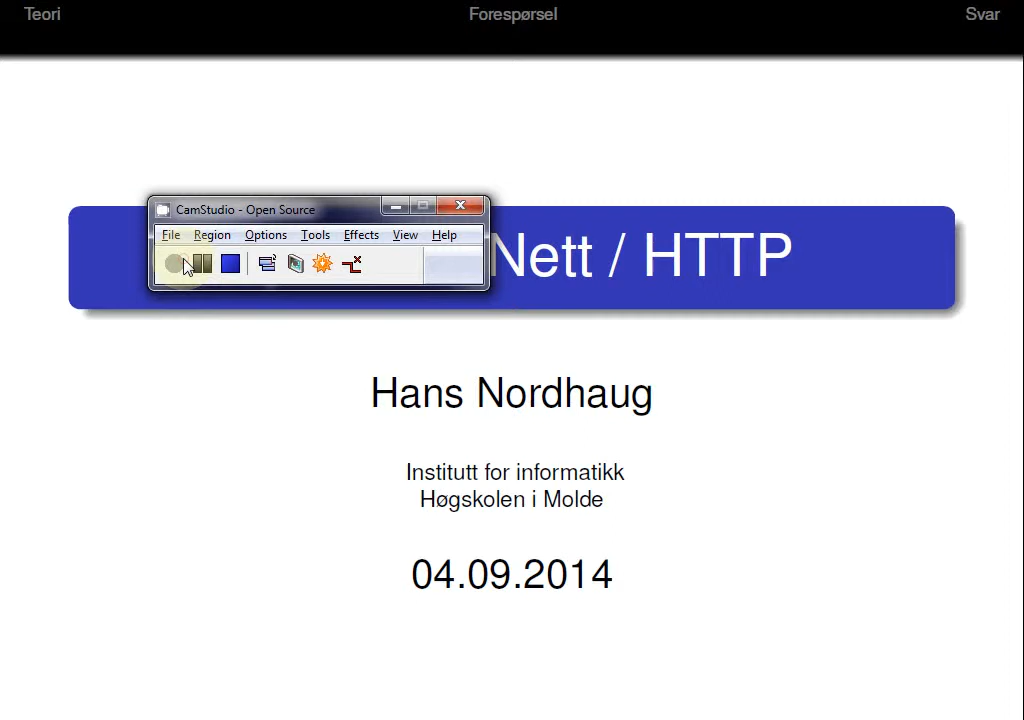 Teori Forespørsel Svar
CamStudio - Open Source
File Region Options Tools Effects View Help
Nett / HTTP
Hans Nordhaug
Institutt for informatikk
Høgskolen i Molde
04.09.2014